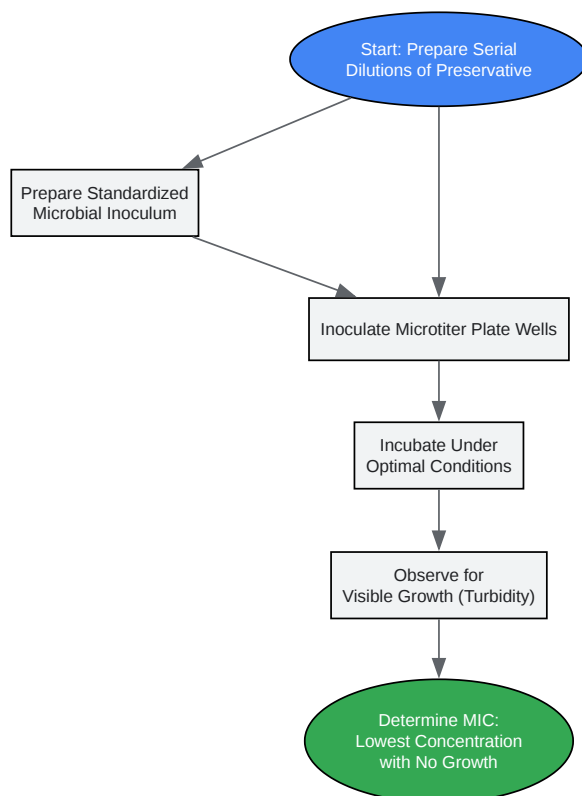 Start: Prepare Serial
Dilutions of Preservative
Prepare Standardized
Microbial Inoculum
Inoculate Microtiter Plate Wells
Incubate Under
Optimal Conditions
Observe for
Visible Growth (Turbidity)
Determine MIC:
Lowest Concentration
with No Growth